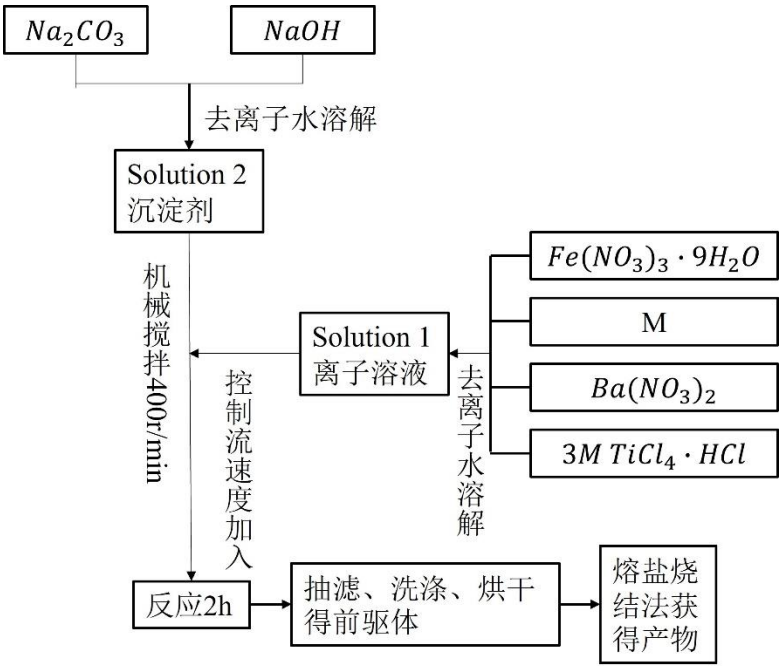 Na₂CO₃
NaOH
去离子水溶解
Solution 2
沉淀剂
机械搅拌400r/min
Solution 1
离子溶液
控制流速度加入
去离子水溶解
Fe(NO₃)₃ · 9H₂O
M
Ba(NO₃)₂
3M TiCl₄ · HCl
反应2h
抽滤、洗涤、烘干
得前驱体
熔盐烧
结法获
得产物